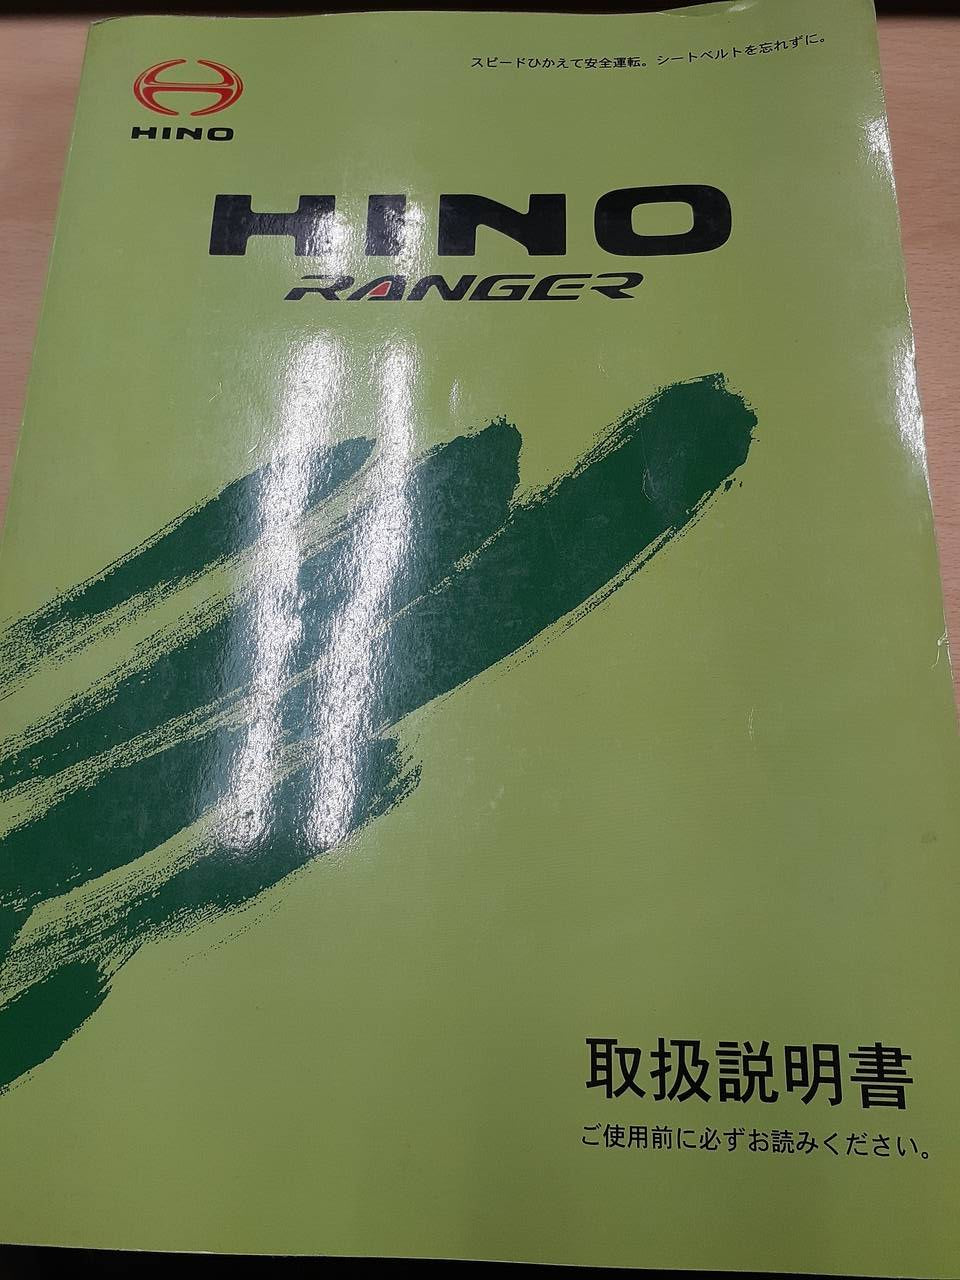 スピードひかえて安全運転。シートベルトを忘れずに。
HINO
HINO
RANGER
取扱説明書
ご使用前に必ずお読みください。